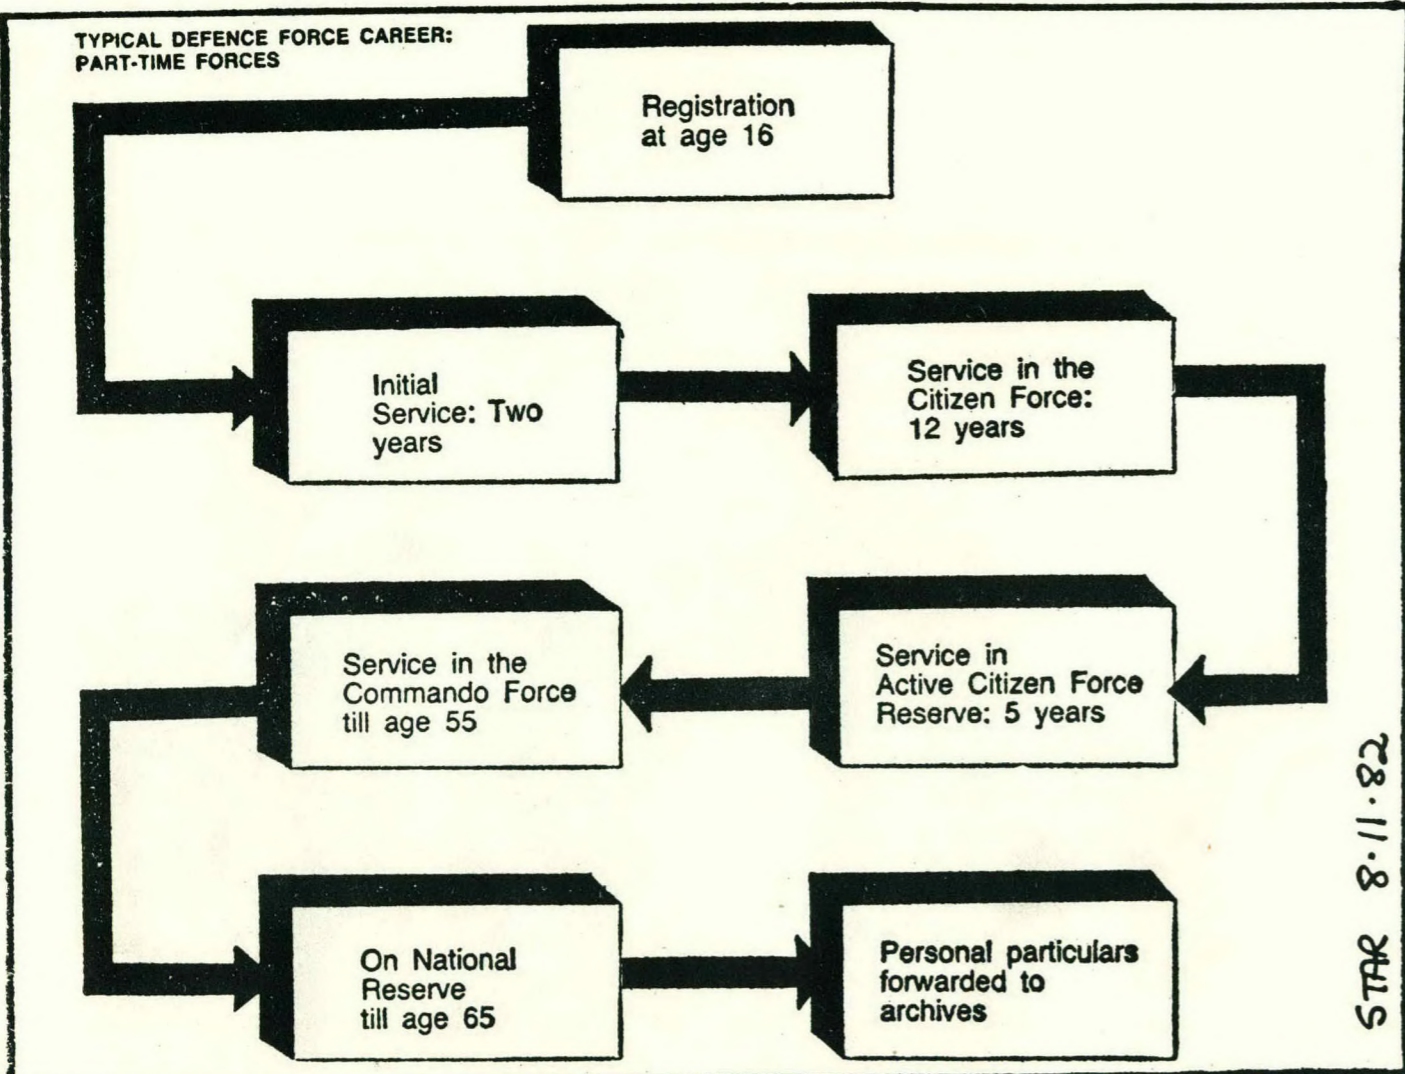 TYPICAL DEFENCE FORCE CAREER:
PART-TIME FORCES
Registration
at age 16
Initial
Service: Two
years
Service in the
Citizen Force:
12 years
Service in
Active Citizen Force
Reserve: 5 years
Service in the
Commando Force
till age 55
On National
Reserve
till age 65
Personal particulars
forwarded to
archives
STAR 8·11·82